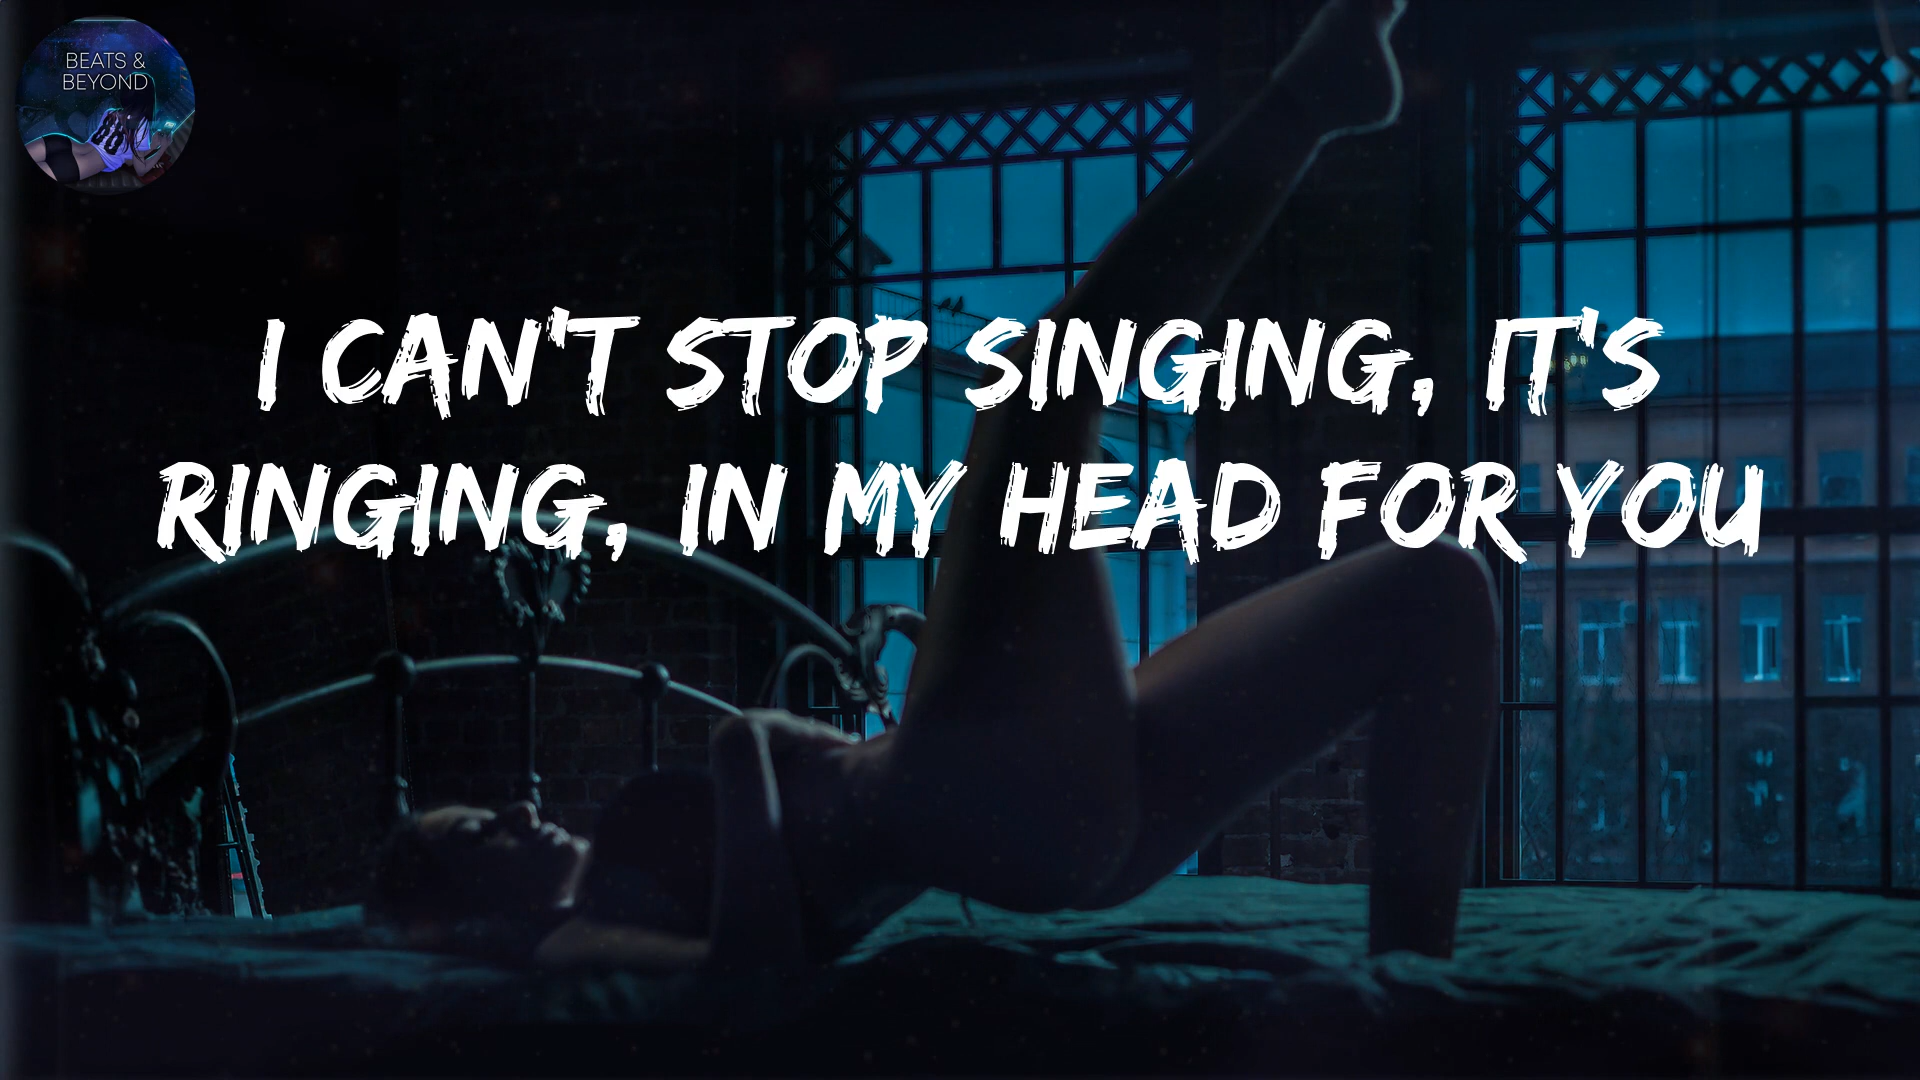 BEATS &
BEYOND
I CAN'T STOP SINGING, IT'S
RINGING, IN MY HEAD FOR YOU